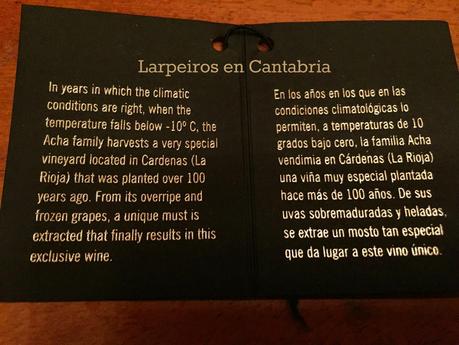 Larpeiros en Cantabria
In years in which the climatic
conditions are right, when the
temperature falls below -10º C, the
Acha family harvests a very special
vineyard located in Cardenas (La
Rioja) that was planted over 100
years ago. From its overripe and
frozen grapes, a unique must is
extracted that finally results in this
exclusive wine.
En los años en los que en las
condiciones climatológicas lo
permiten, a temperaturas de 10
grados bajo cero, la familia Acha
vendimia en Cárdenas (La Rioja)
una viña muy especial plantada
hace más de 100 años. De sus
uvas sobremaduradas y heladas,
se extrae un mosto tan especial
que da lugar a este vino único.